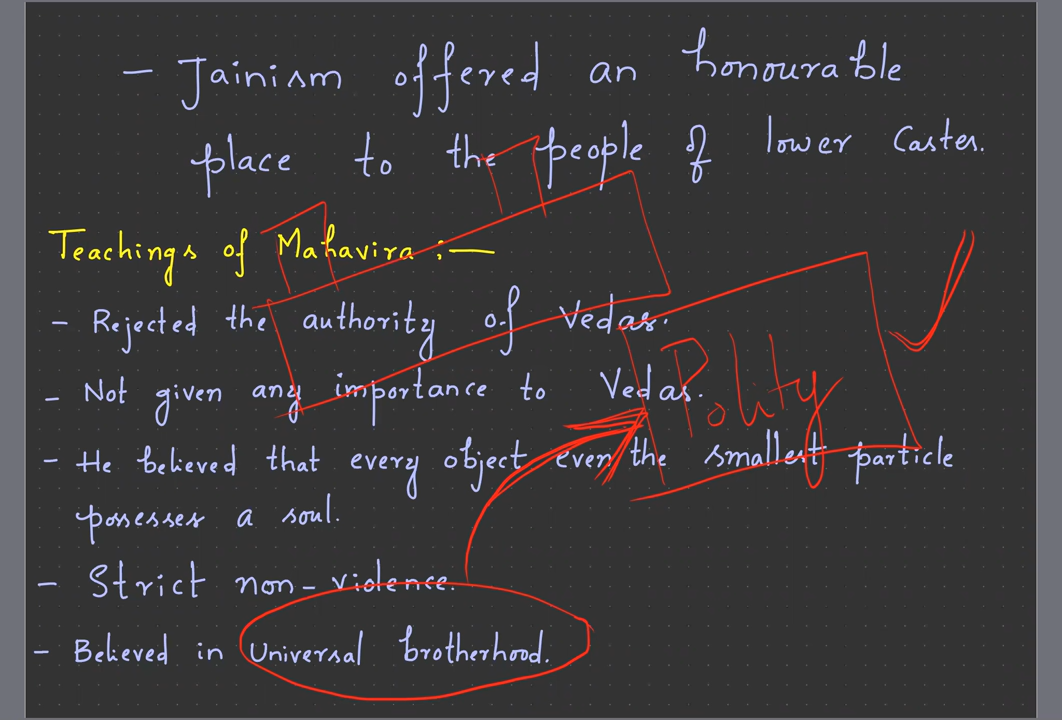 - Jainism offered an honourable
place to the people of lower Castes.
Teachings of Mahavira :-
- Rejected the authority of Vedas.
- Not given any importance to Vedas.
Polity
- He believed that every object even the smallest particle
possesses a soul.
- Strict non-violence.
- Believed in Universal brotherhood.